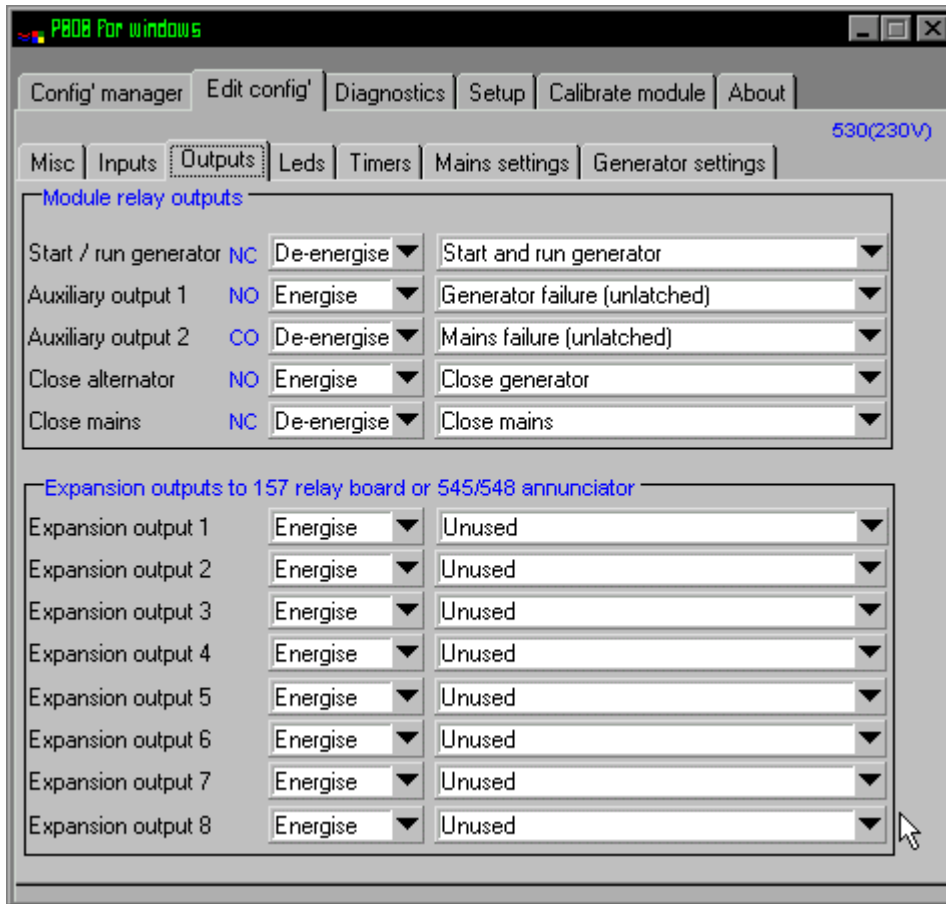 P808 For windows
Config' manager Edit config' Diagnostics Setup Calibrate module About
530(230V)
Misc Inputs Outputs Leds Timers Mains settings Generator settings
Module relay outputs
Start / run generator NC De-energise Start and run generator
Auxiliary output 1 NO Energise Generator failure (unlatched)
Auxiliary output 2 CO De-energise Mains failure (unlatched)
Close alternator NO Energise Close generator
Close mains NC De-energise Close mains
Expansion outputs to 157 relay board or 545/548 annunciator
Expansion output 1 Energise Unused
Expansion output 2 Energise Unused
Expansion output 3 Energise Unused
Expansion output 4 Energise Unused
Expansion output 5 Energise Unused
Expansion output 6 Energise Unused
Expansion output 7 Energise Unused
Expansion output 8 Energise Unused